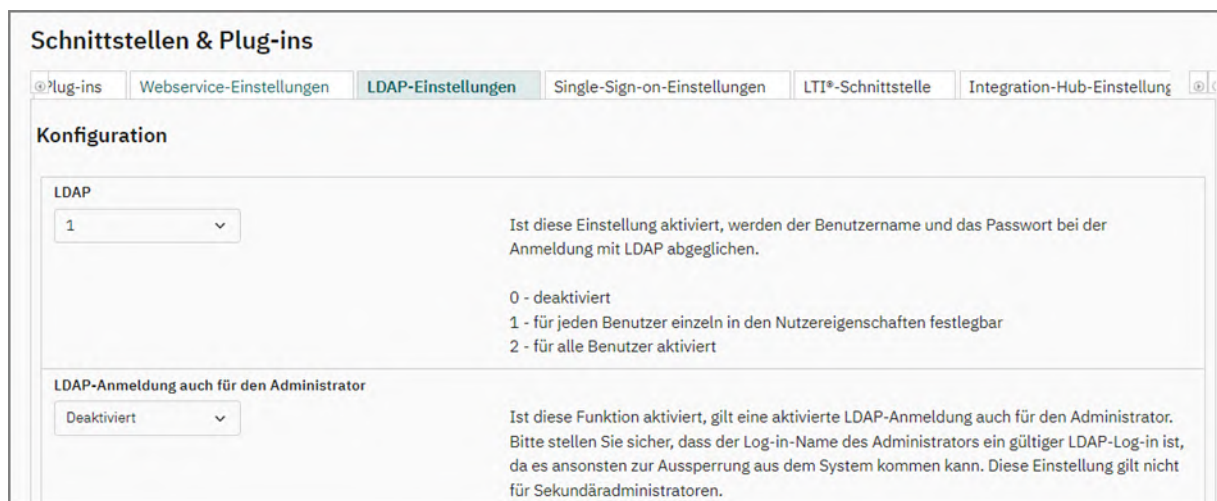 Schnittstellen & Plug-ins
Plug-ins
Webservice-Einstellungen
LDAP-Einstellungen
Single-Sign-on-Einstellungen
LTI®-Schnittstelle
Integration-Hub-Einstellung
Konfiguration
LDAP
1
Ist diese Einstellung aktiviert, werden der Benutzername und das Passwort bei der
Anmeldung mit LDAP abgeglichen.
0 - deaktiviert
1 - für jeden Benutzer einzeln in den Nutzereigenschaften festlegbar
2 - für alle Benutzer aktiviert
LDAP-Anmeldung auch für den Administrator
Deaktiviert
Ist diese Funktion aktiviert, gilt eine aktivierte LDAP-Anmeldung auch für den Administrator.
Bitte stellen Sie sicher, dass der Log-in-Name des Administrators ein gültiger LDAP-Log-in ist,
da es ansonsten zur Aussperrung aus dem System kommen kann. Diese Einstellung gilt nicht
für Sekundäradministratoren.